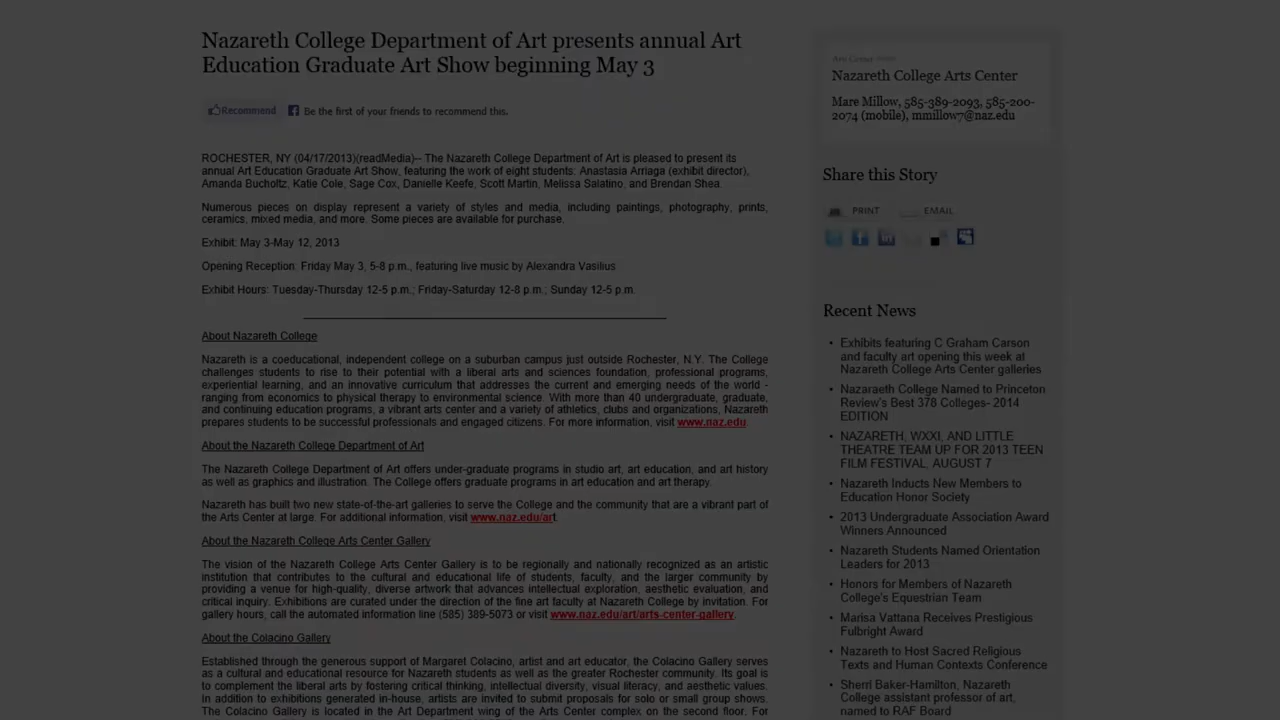 Nazareth College Department of Art presents annual Art
Education Graduate Art Show beginning May 3
Recommend Be the first of your friends to recommend this.
ROCHESTER, NY (04/17/2013)(readMedia)-- The Nazareth College Department of Art is pleased to present its
annual Art Education Graduate Art Show, featuring the work of eight students: Anastasia Arriaga (exhibit director),
Amanda Bucholtz, Katie Cole, Sage Cox, Danielle Keefe, Scott Martin, Melissa Salatino, and Brendan Shea.
Numerous pieces on display represent a variety of styles and media, including paintings, photography, prints,
ceramics, mixed media, and more. Some pieces are available for purchase.
Exhibit: May 3-May 12, 2013
Opening Reception: Friday May 3, 5-8 p.m., featuring live music by Alexandra Vasilius
Exhibit Hours: Tuesday-Thursday 12-5 p.m.; Friday-Saturday 12-8 p.m.; Sunday 12-5 p.m.
About Nazareth College
Nazareth is a coeducational, independent college on a suburban campus just outside Rochester, N.Y. The College
challenges students to rise to their potential with a liberal arts and sciences foundation, professional programs,
experiential learning, and an innovative curriculum that addresses the current and emerging needs of the world -
ranging from economics to physical therapy to environmental science. With more than 40 undergraduate, graduate,
and continuing education programs, a vibrant arts center and a variety of athletics, clubs and organizations, Nazareth
prepares students to be successful professionals and engaged citizens. For more information, visit www.naz.edu.
About the Nazareth College Department of Art
The Nazareth College Department of Art offers under-graduate programs in studio art, art education, and art history
as well as graphics and illustration. The College offers graduate programs in art education and art therapy.
Nazareth has built two new state-of-the-art galleries to serve the College and the community that are a vibrant part of
the Arts Center at large. For additional information, visit www.naz.edu/art.
About the Nazareth College Arts Center Gallery
The vision of the Nazareth College Arts Center Gallery is to be regionally and nationally recognized as an artistic
institution that contributes to the cultural and educational life of students, faculty, and the larger community by
providing a venue for high-quality, diverse artwork that advances intellectual exploration, aesthetic evaluation, and
critical inquiry. Exhibitions are curated under the direction of the fine art faculty at Nazareth College by invitation. For
gallery hours, call the automated information line (585) 389-5073 or visit www.naz.edu/art/arts-center-gallery.
About the Colacino Gallery
Established through the generous support of Margaret Colacino, artist and art educator, the Colacino Gallery serves
as a cultural and educational resource for Nazareth students as well as the greater Rochester community. Its goal is
to complement the liberal arts by fostering critical thinking, intellectual diversity, visual literacy, and aesthetic values.
In addition to exhibitions generated in-house, artists are invited to submit proposals for solo or small group shows.
The Colacino Gallery is located in the Art Department wing of the Arts Center complex on the second floor. For
Nazareth College Arts Center
Mare Millow, 585-389-2093, 585-200-
2074 (mobile), mmillow7@naz.edu
Share this Story
PRINT EMAIL
Recent News
Exhibits featuring C Graham Carson
and faculty art opening this week at
Nazareth College Arts Center galleries
Nazaraeth College Named to Princeton
Review's Best 378 Colleges- 2014
EDITION
NAZARETH, WXXI, AND LITTLE
THEATRE TEAM UP FOR 2013 TEEN
FILM FESTIVAL, AUGUST 7
Nazareth Inducts New Members to
Education Honor Society
2013 Undergraduate Association Award
Winners Announced
Nazareth Students Named Orientation
Leaders for 2013
Honors for Members of Nazareth
College's Equestrian Team
Marisa Vattana Receives Prestigious
Fulbright Award
Nazareth to Host Sacred Religious
Texts and Human Contexts Conference
Sherri Baker-Hamilton, Nazareth
College assistant professor of art,
named to RAF Board